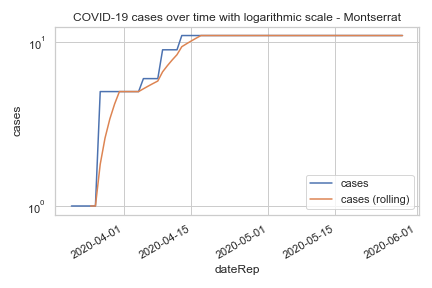 COVID-19 cases over time with logarithmic scale - Montserrat
10¹
cases
10⁰
cases
cases (rolling)
2020-04-01
2020-04-15
2020-05-01
2020-05-15
2020-06-01
dateRep